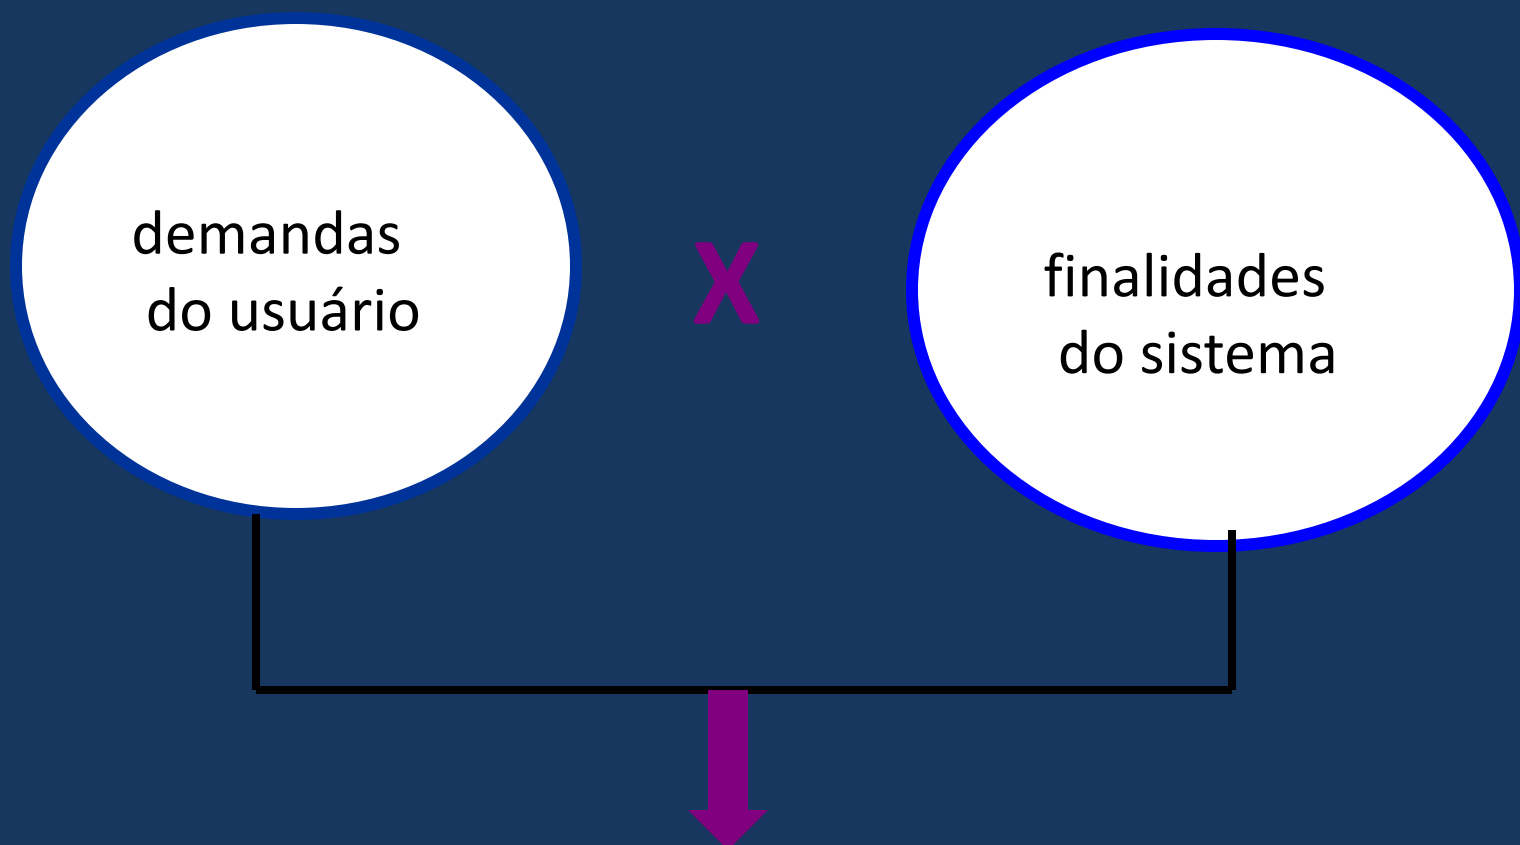 demandas
do usuário
X
finalidades
do sistema